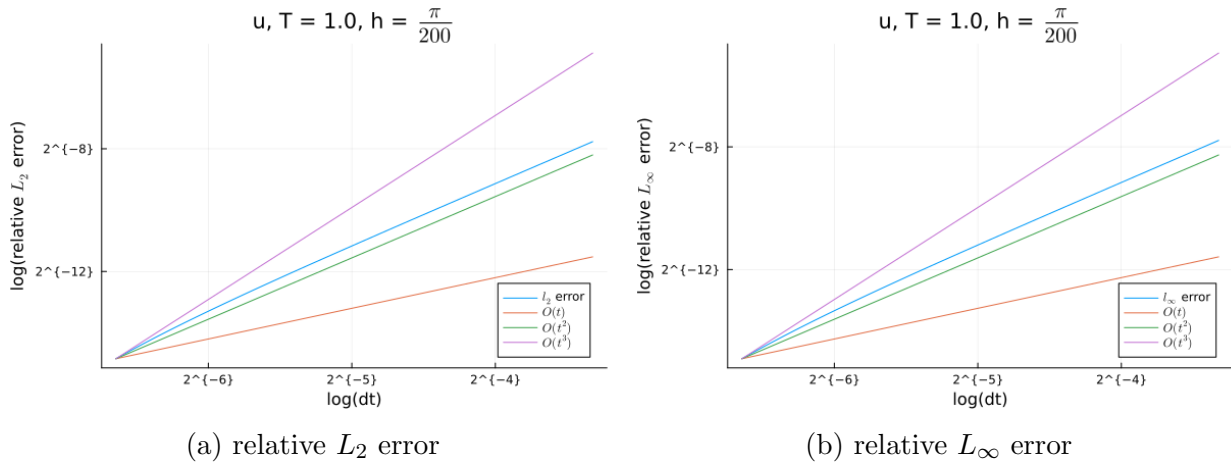 u, T = 1.0, h = π/200
log(relative L₂ error)
2^{−8}
2^{−12}
l₂ error
O(t)
O(t²)
O(t³)
2^{−6}
2^{−5}
2^{−4}
log(dt)
(a) relative L₂ error
u, T = 1.0, h = π/200
log(relative L∞ error)
2^{−8}
2^{−12}
l∞ error
O(t)
O(t²)
O(t³)
2^{−6}
2^{−5}
2^{−4}
log(dt)
(b) relative L∞ error